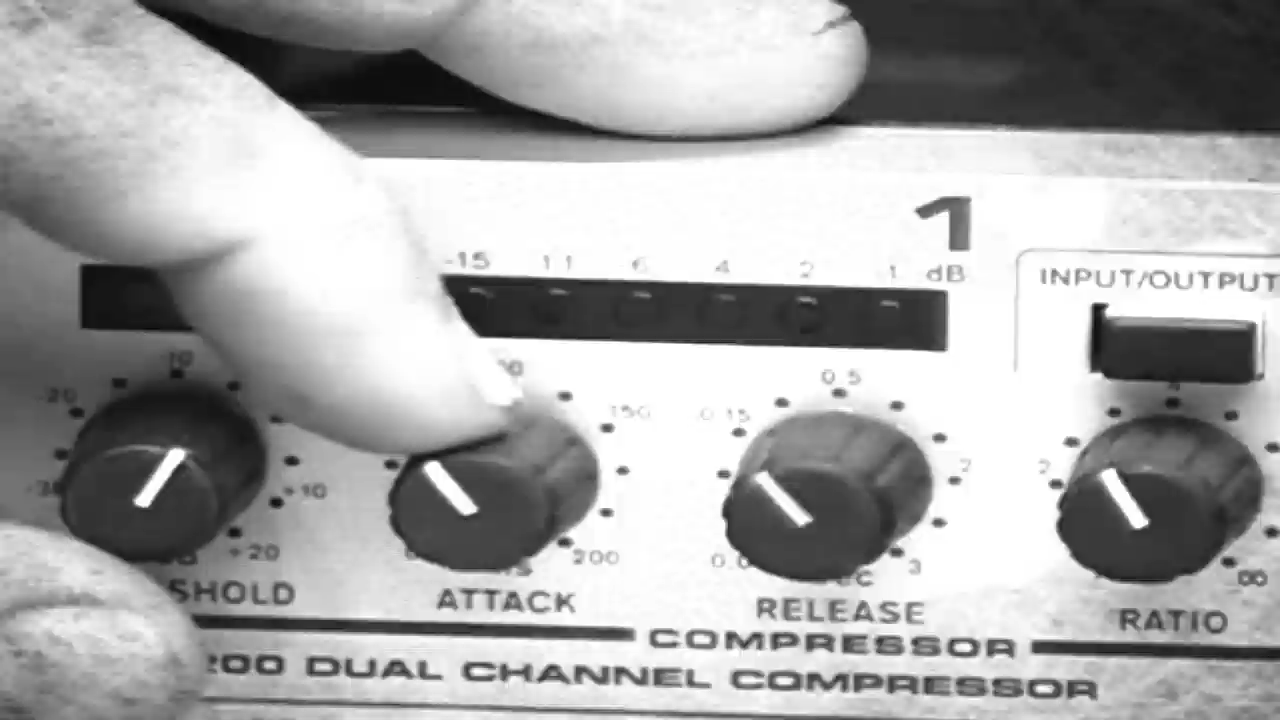 1
-15 11 6 4 2 1 dB
INPUT/OUTPUT
10 0.5 4
-20 150 0.15
2 2
+10
+20 200 3 ∞
SHOLD ATTACK RELEASE RATIO
COMPRESSOR
200 DUAL CHANNEL COMPRESSOR